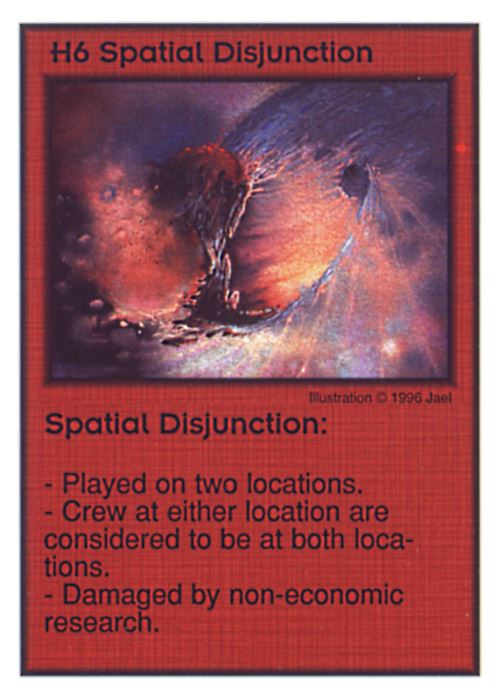 H6 Spatial Disjunction
Illustration © 1996 Jael
Spatial Disjunction:
- Played on two locations.
- Crew at either location are
considered to be at both loca-
tions.
- Damaged by non-economic
research.